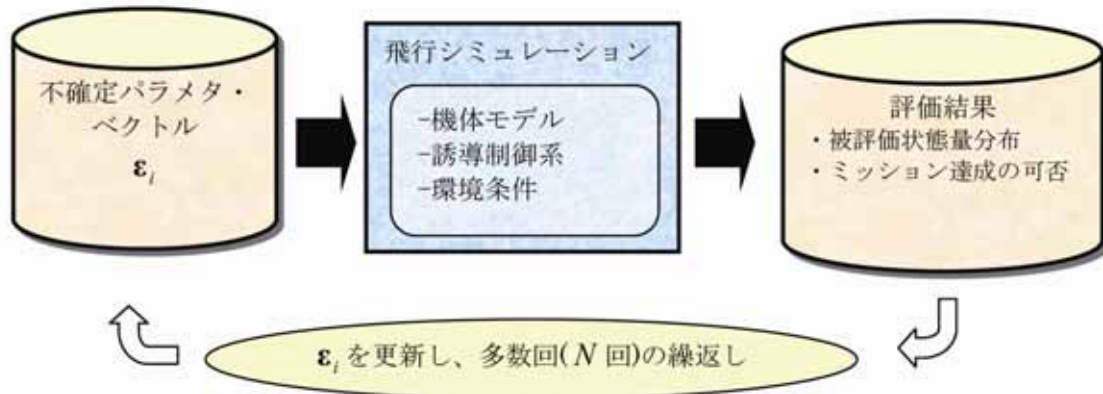 不確定パラメタ・
ベクトル
εi
飛行シミュレーション
-機体モデル
-誘導制御系
-環境条件
評価結果
・被評価状態量分布
・ミッション達成の可否
εi を更新し、多数回(N 回)の繰返し